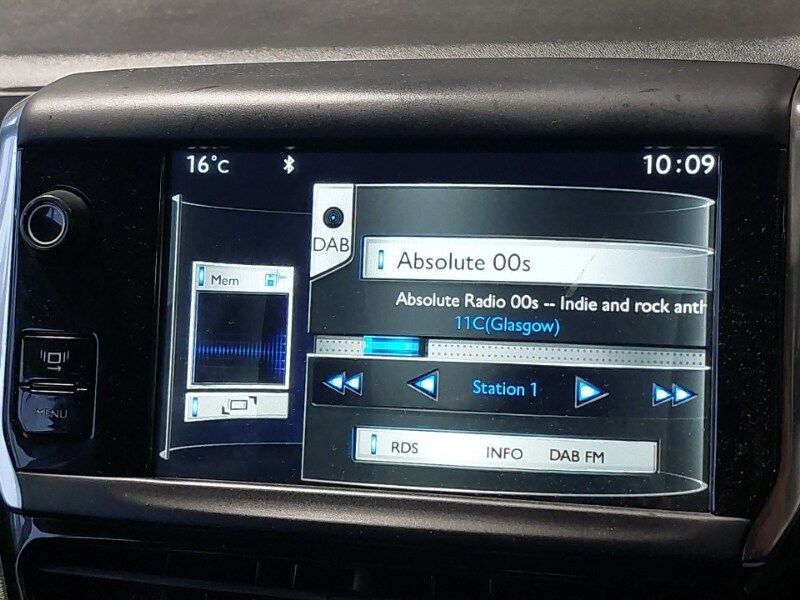 16°C 10:09
DAB
Absolute 00s
Mem
Absolute Radio 00s -- Indie and rock anth
11C(Glasgow)
Station 1
MENU
RDS INFO DAB FM